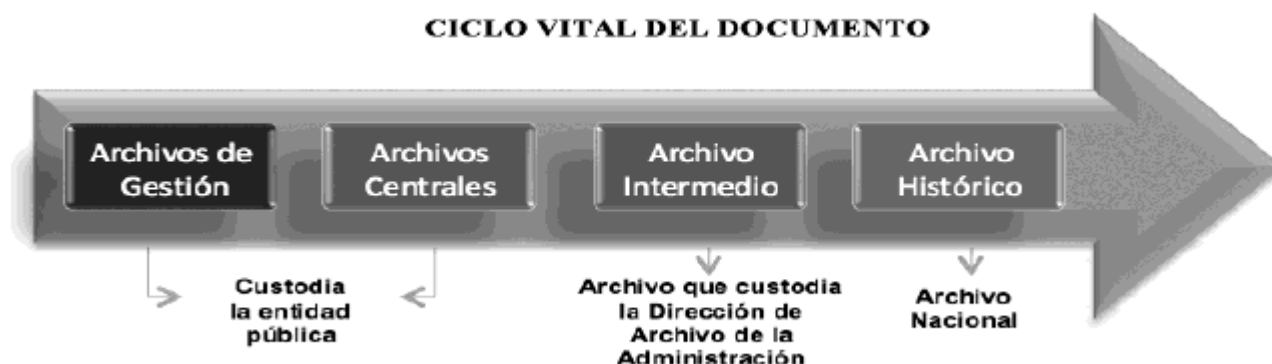 CICLO VITAL DEL DOCUMENTO
Archivos de
Gestión
Archivos
Centrales
Archivo
Intermedio
Archivo
Histórico
Custodia
la entidad
pública
Archivo que custodia
la Dirección de
Archivo de la
Administración
Archivo
Nacional